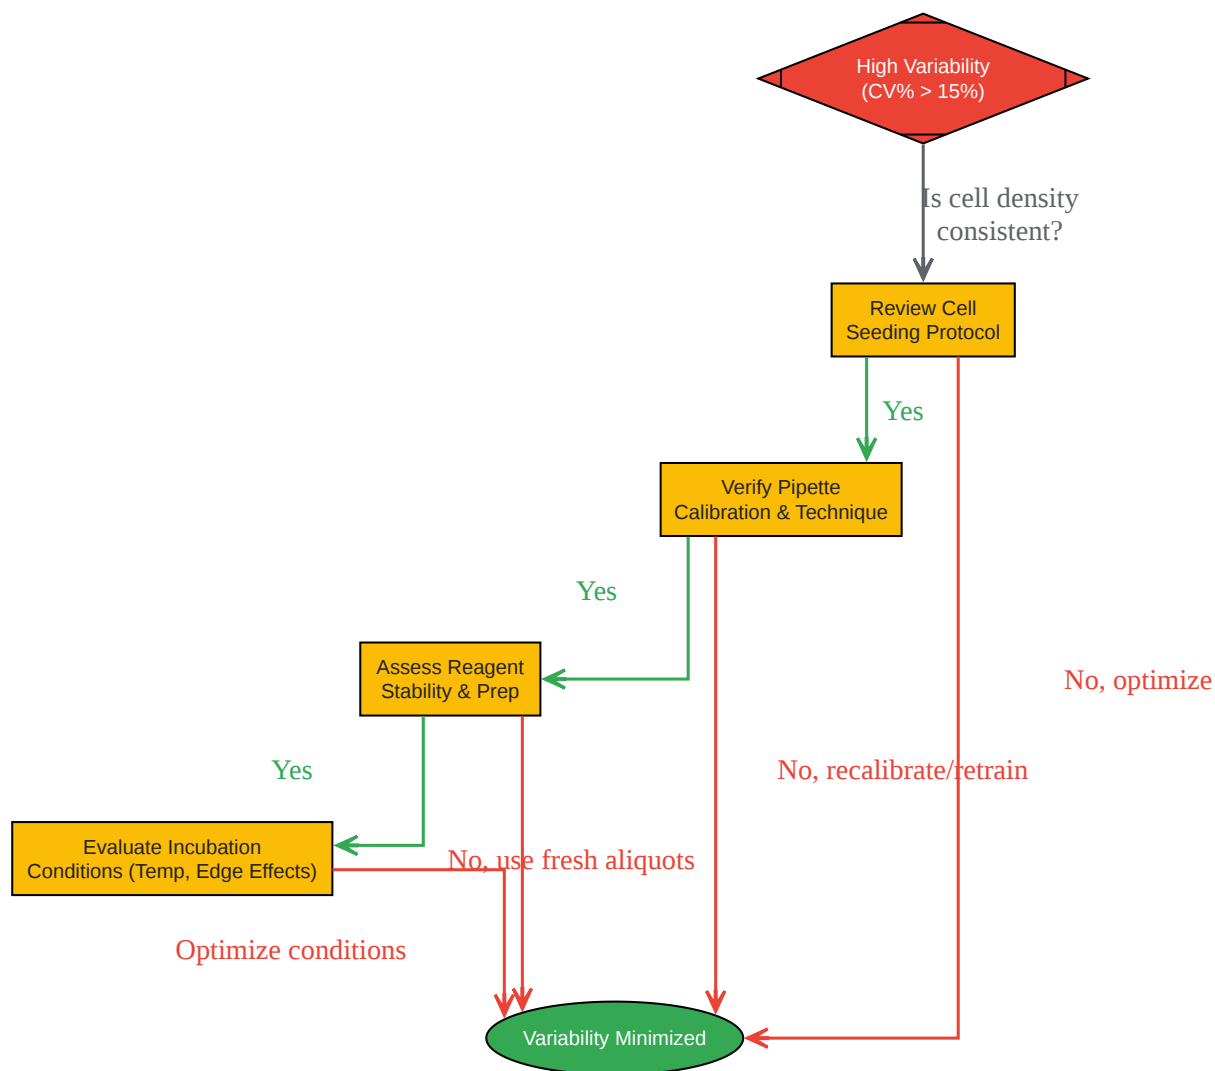 High Variability
(CV% > 15%)
Is cell density
consistent?
Review Cell
Seeding Protocol
Yes
Verify Pipette
Calibration & Technique
Yes
Assess Reagent
Stability & Prep
No, optimize
Yes
No, recalibrate/retrain
Evaluate Incubation
Conditions (Temp, Edge Effects)
No, use fresh aliquots
Optimize conditions
Variability Minimized